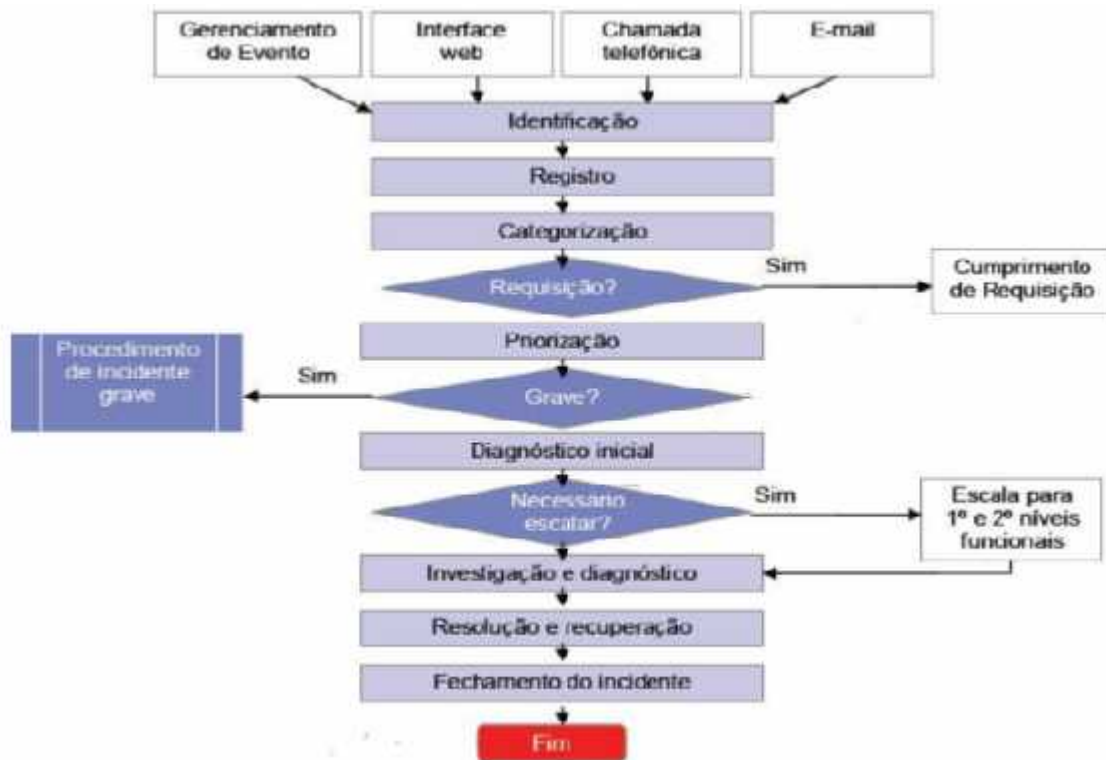 Gerenciamento
de Evento
Interface
web
Chamada
telefônica
E-mail
Identificação
Registro
Categorização
Requisição?
Sim
Cumprimento
de Requisição
Priorização
Procedimento
de incidente
grave
Sim
Grave?
Diagnóstico inicial
Necessário
escalar?
Sim
Escala para
1º e 2º níveis
funcionais
Investigação e diagnóstico
Resolução e recuperação
Fechamento do incidente
Fim